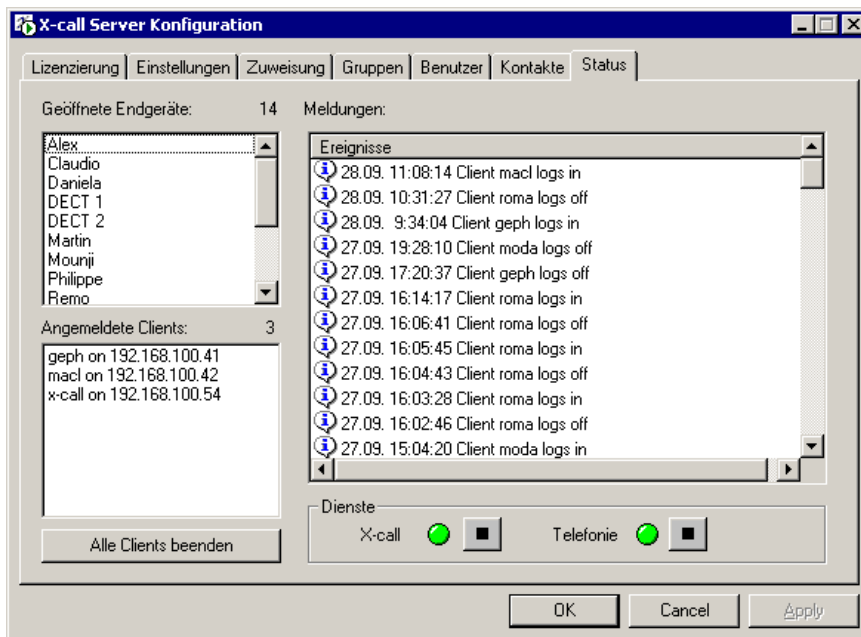 X-call Server Konfiguration
Lizenzierung Einstellungen Zuweisung Gruppen Benutzer Kontakte Status
Geöffnete Endgeräte: 14
Alex
Claudio
Daniela
DECT 1
DECT 2
Martin
Mounji
Philippe
Remo
Angemeldete Clients: 3
geph on 192.168.100.41
macl on 192.168.100.42
x-call on 192.168.100.54
Alle Clients beenden
Meldungen:
Ereignisse
28.09. 11:08:14 Client macl logs in
28.09. 10:31:27 Client roma logs off
28.09. 9:34:04 Client geph logs in
27.09. 19:28:10 Client moda logs off
27.09. 17:20:37 Client geph logs off
27.09. 16:14:17 Client roma logs in
27.09. 16:06:41 Client roma logs off
27.09. 16:05:45 Client roma logs in
27.09. 16:04:43 Client roma logs off
27.09. 16:03:28 Client roma logs in
27.09. 16:02:46 Client roma logs off
27.09. 15:04:20 Client moda logs in
Dienste
X-call Telefonie
OK Cancel Apply